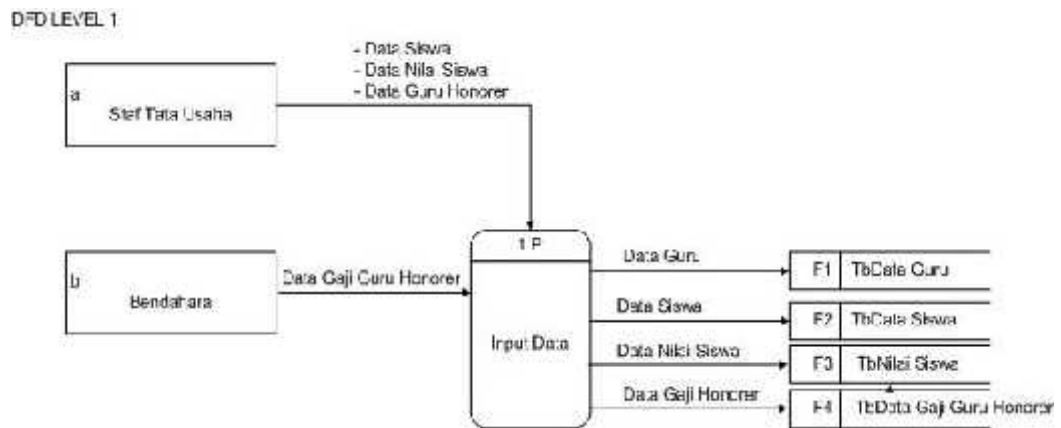 DFD LEVEL 1
- Data Siswa
- Data Nilai Siswa
- Data Guru Honorer
a
Staf Tata Usaha
1 P
Input Data
b
Bendahara
Data Gaji Guru Honorer
Data Guru
F1 TbData Guru
Data Siswa
F2 TbData Siswa
Data Nilai Siswa
F3 TbNilai Siswa
Data Gaji Honorer
F4 TbData Gaji Guru Honorer